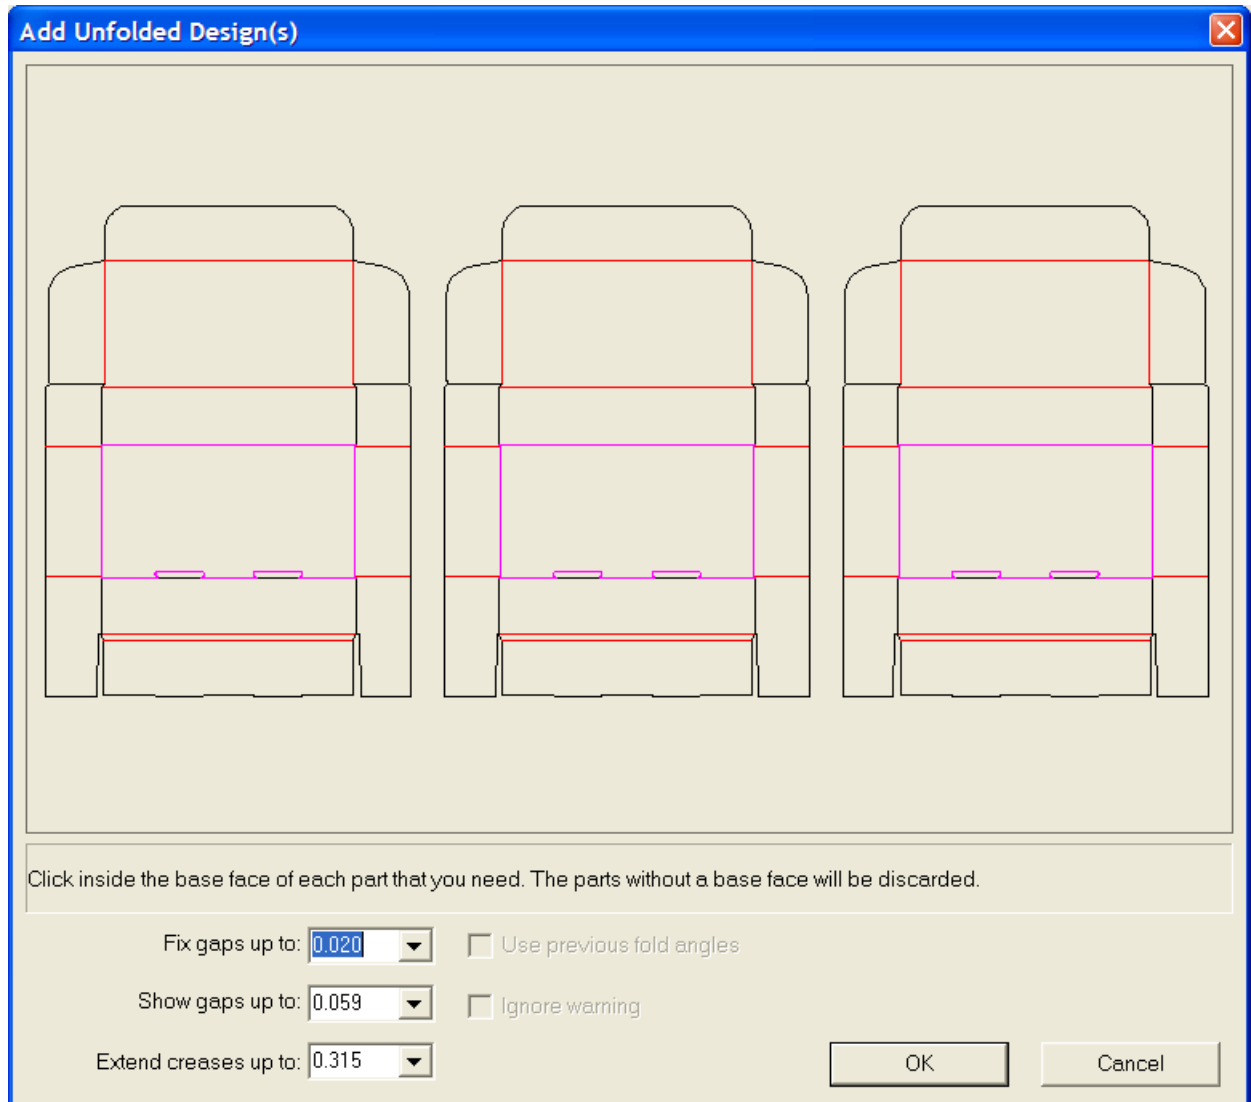 Add Unfolded Design(s)
Click inside the base face of each part that you need. The parts without a base face will be discarded.
Fix gaps up to: 0.020 Use previous fold angles
Show gaps up to: 0.059 Ignore warning
Extend creases up to: 0.315 OK Cancel